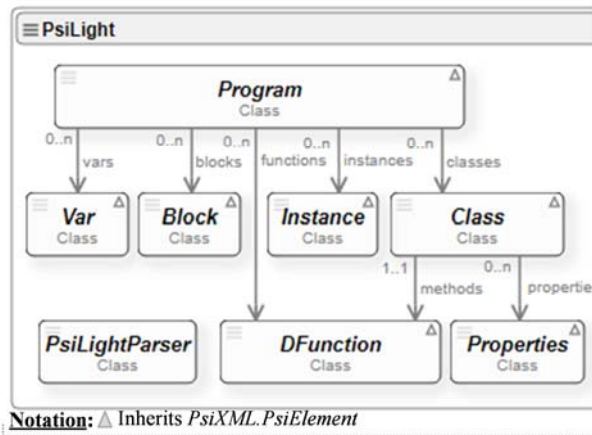 PsiLight
Program
Class
0..n 0..n 0..n 0..n 0..n
vars blocks functions instances classes
Var Block Instance Class
Class Class Class Class
1..1 0..n
methods propertie
PsiLightParser DFunction Properties
Class Class Class
Notation: △ Inherits PsiXML.PsiElement